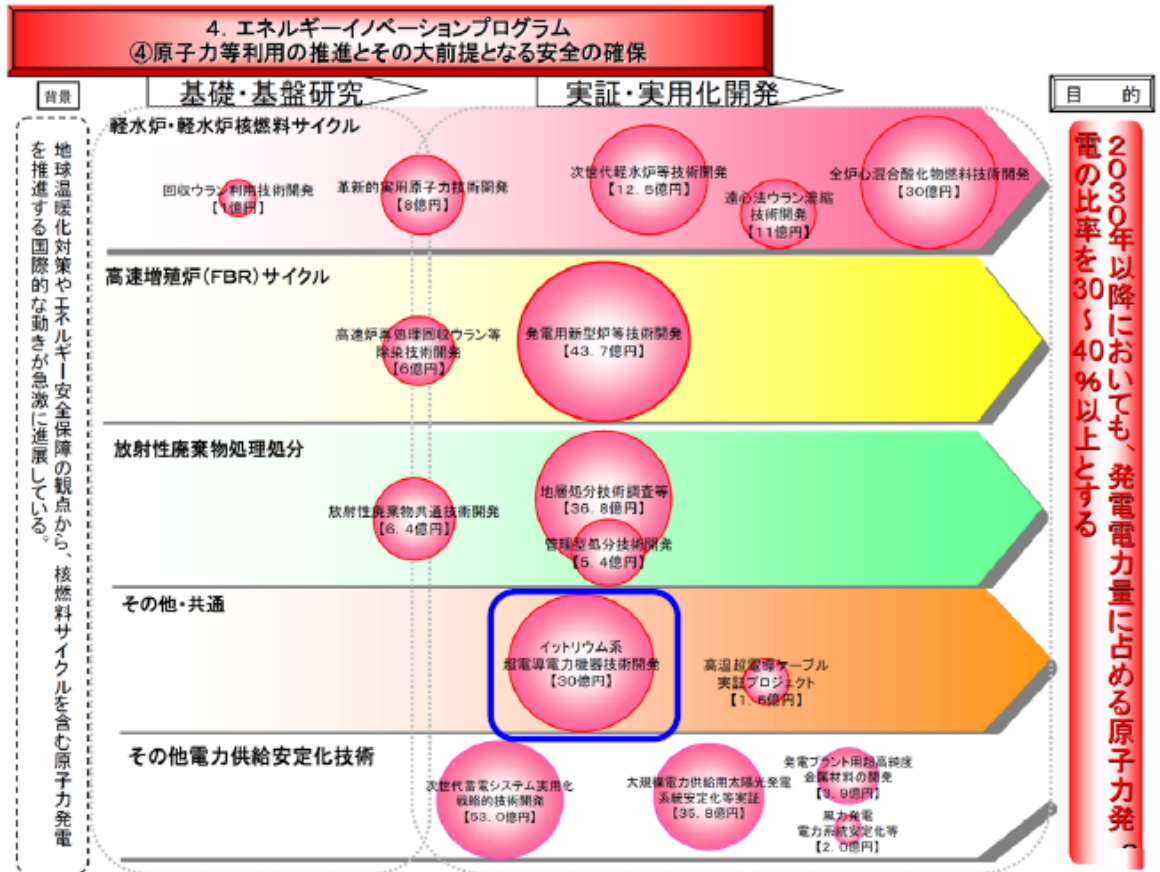 4. エネルギーイノベーションプログラム
④原子力等利用の推進とその大前提となる安全の確保
背景
基礎・基盤研究
実証・実用化開発
目 的
地球温暖化対策やエネルギー安全保障の観点から、核燃料サイクルを含む原子力発電
を推進する国際的な動きが急激に進展している。
軽水炉・軽水炉核燃料サイクル
回収ウラン利用技術開発
【1億円】
革新的実用原子力技術開発
【8億円】
次世代軽水炉等技術開発
【12. 5億円】
遠心法ウラン濃縮
技術開発
【11億円】
全炉心混合酸化物燃料技術開発
【30億円】
高速増殖炉(FBR)サイクル
高速炉再処理回収ウラン等
除染技術開発
【6億円】
発電用新型炉等技術開発
【43. 7億円】
放射性廃棄物処理処分
放射性廃棄物共通技術開発
【6. 4億円】
地層処分技術調査等
【36. 8億円】
管理型処分技術開発
【5. 4億円】
その他・共通
イットリウム系
超電導電力機器技術開発
【30億円】
高温超電導ケーブル
実証プロジェクト
【1. 6億円】
その他電力供給安定化技術
次世代蓄電システム実用化
戦略的技術開発
【53. 0億円】
大規模電力供給用太陽光発電
系統安定化等実証
【35. 8億円】
発電プラント用超高純度
金属材料の開発
【3. 9億円】
風力発電
電力系統安定化等
【2. 0億円】
2030年以降においても、発電電力量に占める原子力発
電の比率を30～40%以上とする。